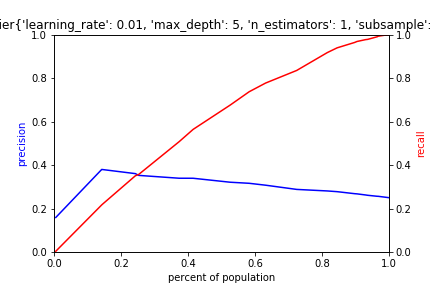 ier{'learning_rate': 0.01, 'max_depth': 5, 'n_estimators': 1, 'subsample':
1.0 1.0
0.8 0.8
0.6 0.6
precision recall
0.4 0.4
0.2 0.2
0.0 0.0
0.0 0.2 0.4 0.6 0.8 1.0
percent of population